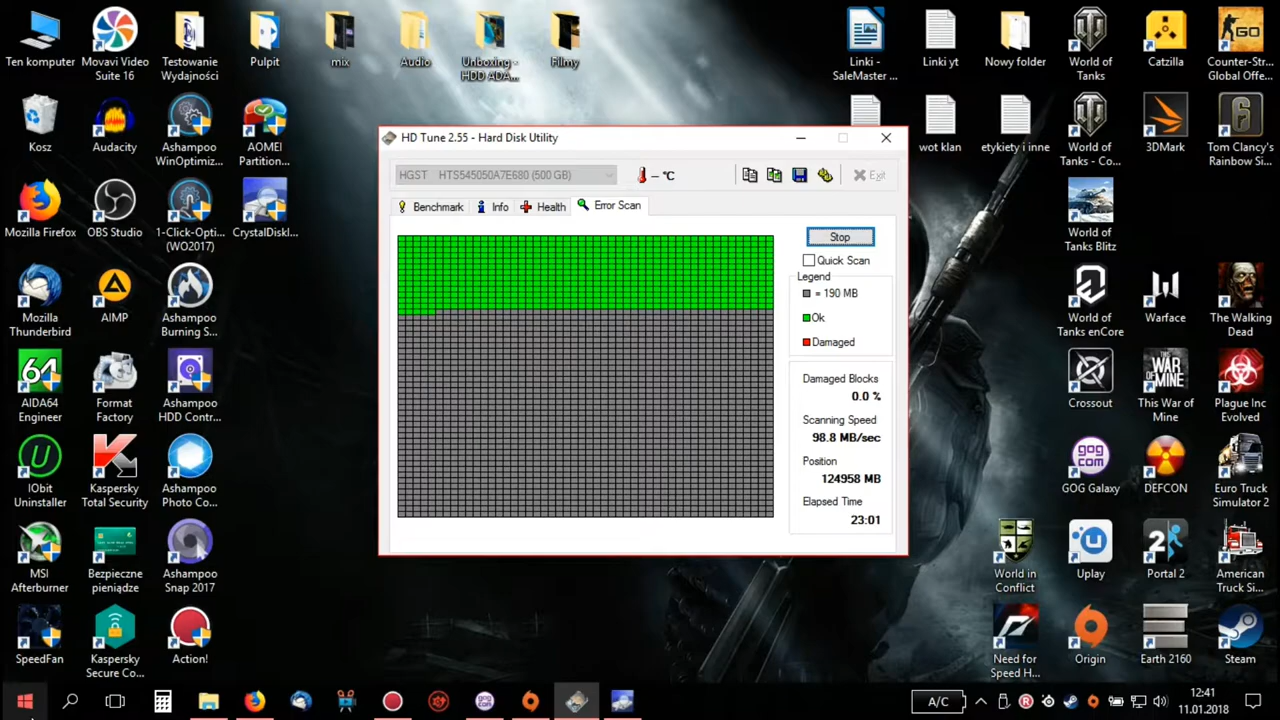 Ten komputer
Movavi Video
Suite 16
Testowanie
Wydajności
Pulpit
mix
Audio
Unboxing -
HDD ADA...
Filmy
Linki -
SaleMaster ...
Linki yt
Nowy folder
World of
Tanks
Catzilla
Counter-Str...
Global Offe...
Kosz
Audacity
Ashampoo
WinOptimiz...
AOMEI
Partition...
wot klan
etykiety i inne
World of
Tanks - Co...
3DMark
Tom Clancy's
Rainbow Si...
Mozilla Firefox
OBS Studio
1-Click-Opti...
(WO2017)
CrystalDiskI...
World of
Tanks Blitz
Mozilla
Thunderbird
AIMP
Ashampoo
Burning S...
World of
Tanks enCore
Warface
The Walking
Dead
64
AIDA64
Engineer
Format
Factory
Ashampoo
HDD Contr...
Crossout
THIS
WAR OF
MINE
This War of
Mine
Plague Inc
Evolved
IObit
Uninstaller
Kaspersky
Total Security
Ashampoo
Photo Co...
gog
com
GOG Galaxy
DEFCON
Euro Truck
Simulator 2
MSI
Afterburner
Bezpieczne
pieniądze
Ashampoo
Snap 2017
World in
Conflict
Uplay
Portal 2
American
Truck Si...
SpeedFan
Kaspersky
Secure Co...
Action!
Need for
Speed H...
Origin
Earth 2160
Steam
HD Tune 2.55 - Hard Disk Utility
HGST HTS545050A7E680 (500 GB)
– °C
Exit
Benchmark
Info
Health
Error Scan
Stop
Quick Scan
Legend
= 190 MB
Ok
Damaged
Damaged Blocks
0.0 %
Scanning Speed
98.8 MB/sec
Position
124958 MB
Elapsed Time
23:01
A/C
12:41
11.01.2018